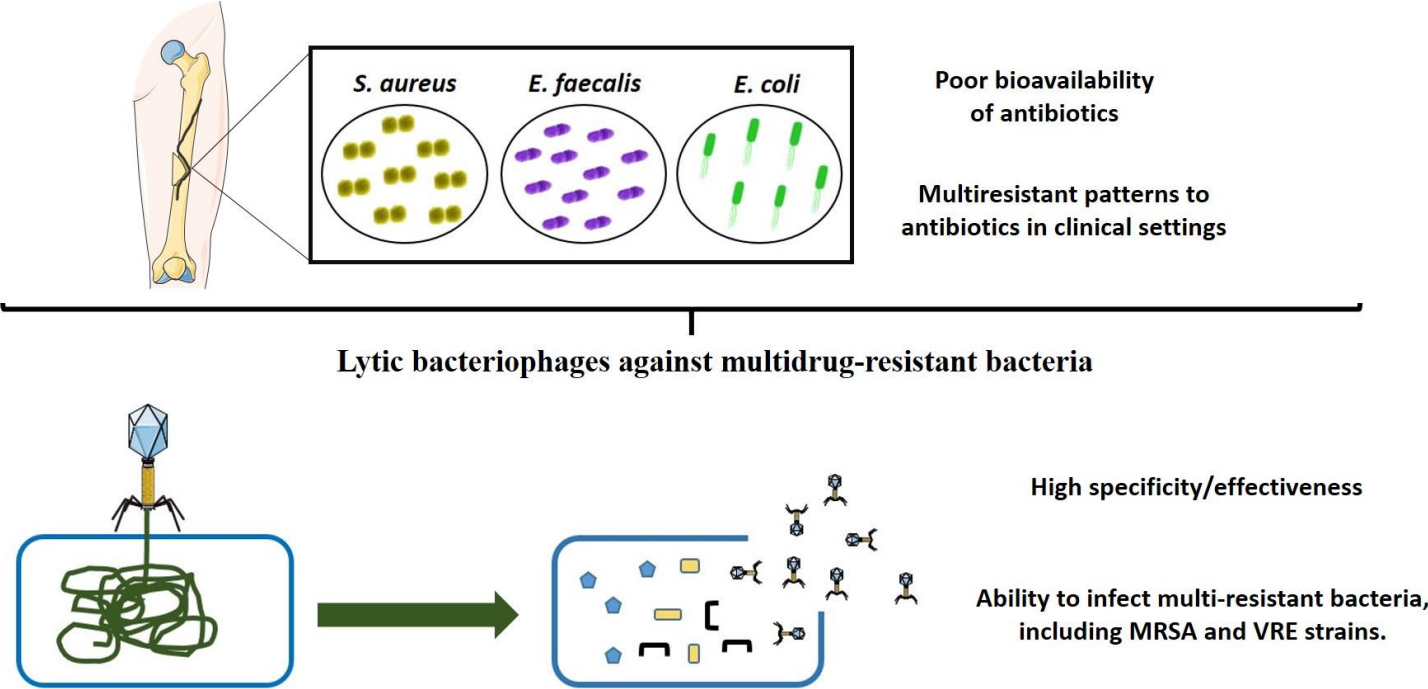 S. aureus
E. faecalis
E. coli
Poor bioavailability
of antibiotics
Multiresistant patterns to
antibiotics in clinical settings
Lytic bacteriophages against multidrug-resistant bacteria
High specificity/effectiveness
Ability to infect multi-resistant bacteria,
including MRSA and VRE strains.